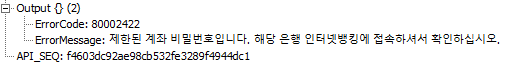 Output {} (2)
ErrorCode: 80002422
ErrorMessage: 제한된 계좌 비밀번호입니다. 해당 은행 인터넷뱅킹에 접속하셔서 확인하십시오.
API_SEQ: f4603dc92ae98cb532fe3289f4944dc1